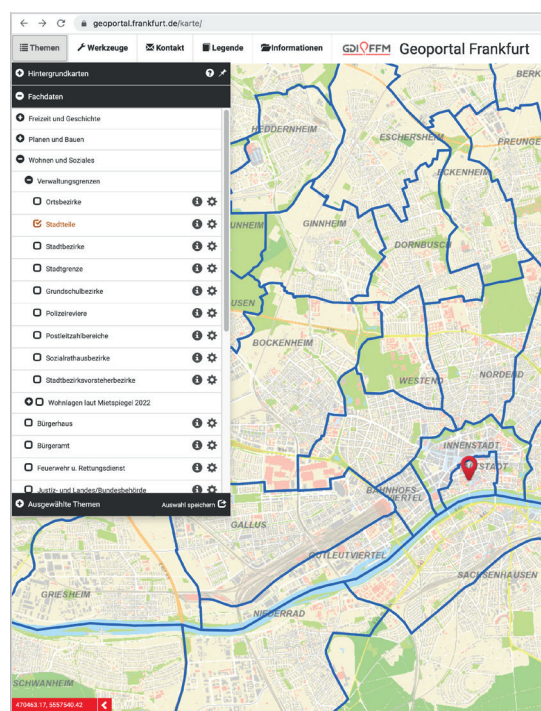 geoportal.frankfurt.de/karte/
Themen Werkzeuge Kontakt Legende Informationen GDI FFM Geoportal Frankfurt
Hintergrundkarten
Fachdaten
Freizeit und Geschichte
Planen und Bauen
Wohnen und Soziales
Verwaltungsgrenzen
Ortsbezirke
Stadtteile
Stadtbezirke
Stadtgrenze
Grundschulbezirke
Polizeireviere
Postleitzahlbereiche
Sozialrathausbezirke
Stadtbezirksvorsteherbezirke
Wohnlagen laut Mietspiegel 2022
Bürgerhaus
Bürgeramt
Feuerwehr u. Rettungsdienst
Justiz- und Landes/Bundesbehörde
Ausgewählte Themen Auswahl speichern
BERK
HEDDERNHEIM
ESCHERSHEIM
PREUNGE
ECKENHEIM
UNHEIM
GINNHEIM
DORNBUSCH
USEN
BOCKENHEIM
WESTEND
NORDEND
INNENSTADT
BAHNHOFS-
VIERTEL
GALLUS
GUTLEUTVIERTEL
SACHSENHAUSEN
GRIESHEIM
NIEDERRAD
SCHWANHEIM
470463.17, 5557540.42